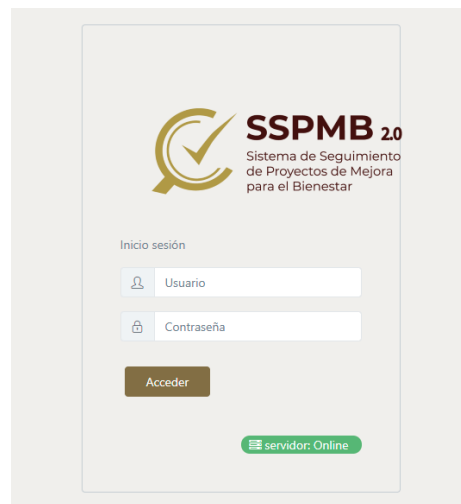 SSPMB 2.0
Sistema de Seguimiento
de Proyectos de Mejora
para el Bienestar
Inicio sesión
Usuario
Contraseña
Acceder
servidor: Online